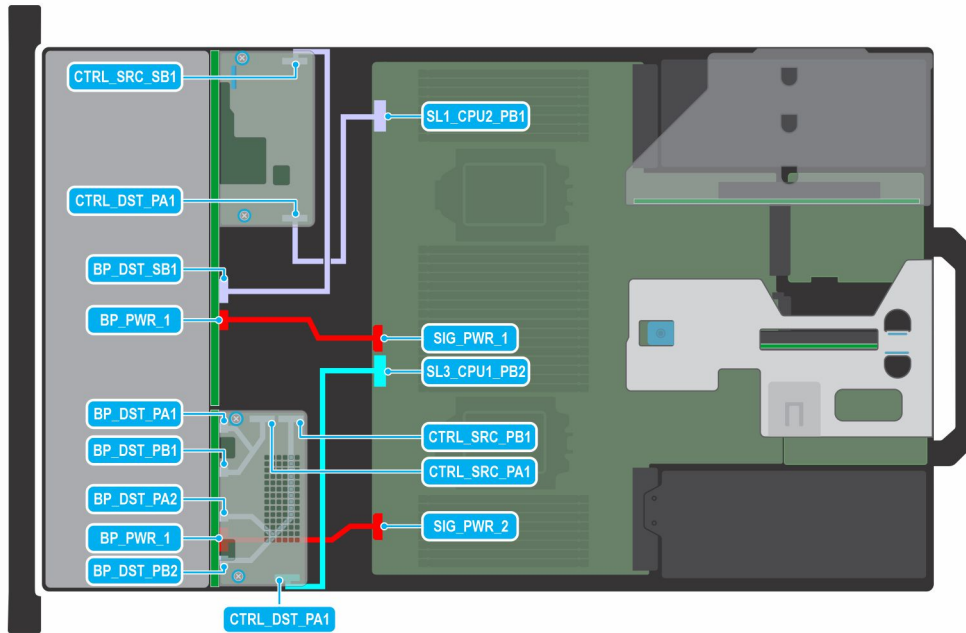 CTRL_SRC_SB1
SL1_CPU2_PB1
CTRL_DST_PA1
BP_DST_SB1
BP_PWR_1
SIG_PWR_1
SL3_CPU1_PB2
BP_DST_PA1
CTRL_SRC_PB1
BP_DST_PB1
CTRL_SRC_PA1
BP_DST_PA2
SIG_PWR_2
BP_PWR_1
BP_DST_PB2
CTRL_DST_PA1